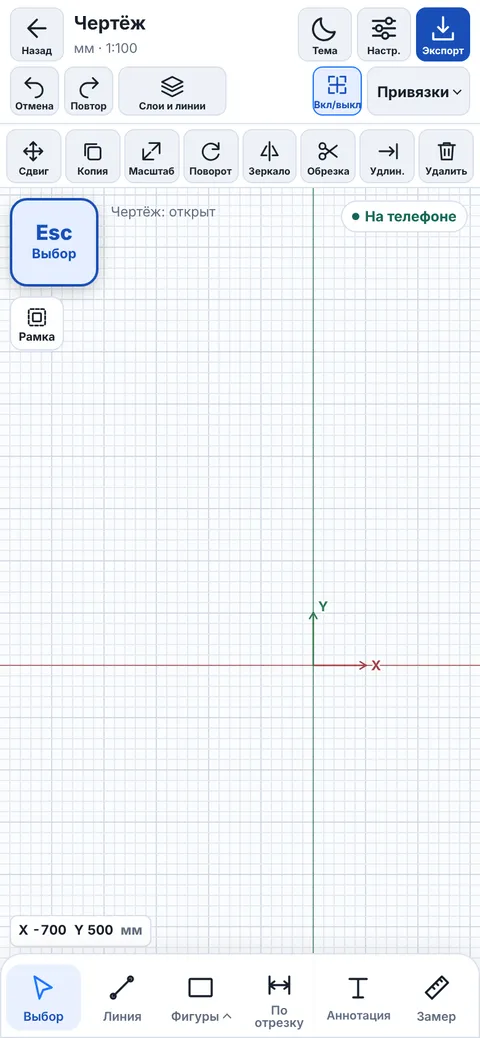 Чертёж
мм · 1:100
Назад
Тема
Настр.
Экспорт
Отмена
Повтор
Слои и линии
Вкл/выкл
Привязки
Сдвиг
Копия
Масштаб
Поворот
Зеркало
Обрезка
Удлин.
Удалить
Esc
Выбор
Чертёж: открыт
На телефоне
Рамка
Y
X
X -700 Y 500 мм
Выбор
Линия
Фигуры
По
отрезку
Аннотация
Замер